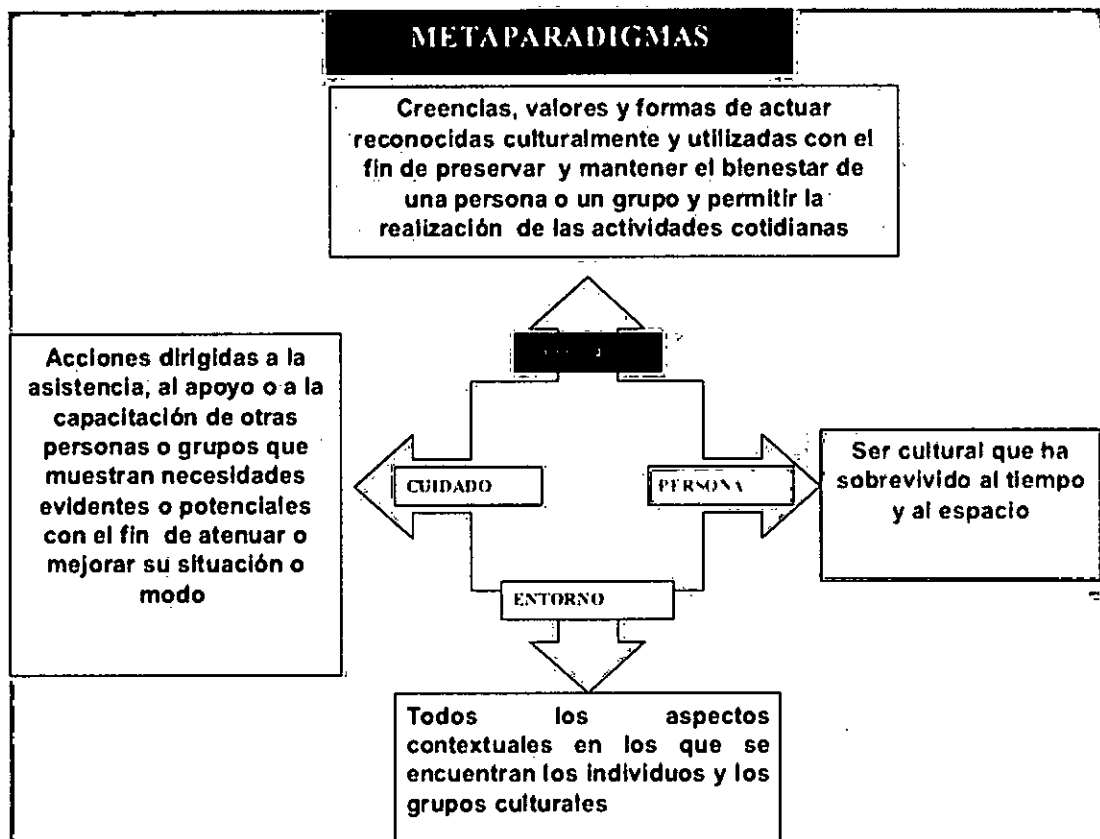 METAPARADIGMAS
Creencias, valores y formas de actuar
reconocidas culturalmente y utilizadas con el
fin de preservar y mantener el bienestar de
una persona o un grupo y permitir la
realización de las actividades cotidianas
Acciones dirigidas a la
asistencia, al apoyo o a la
capacitación de otras
personas o grupos que
muestran necesidades
evidentes o potenciales
con el fin de atenuar o
mejorar su situación o
modo
CUIDADO
PERSONA
Ser cultural que ha
sobrevivido al tiempo
y al espacio
ENTORNO
Todos los aspectos
contextuales en los que se
encuentran los individuos y los
grupos culturales